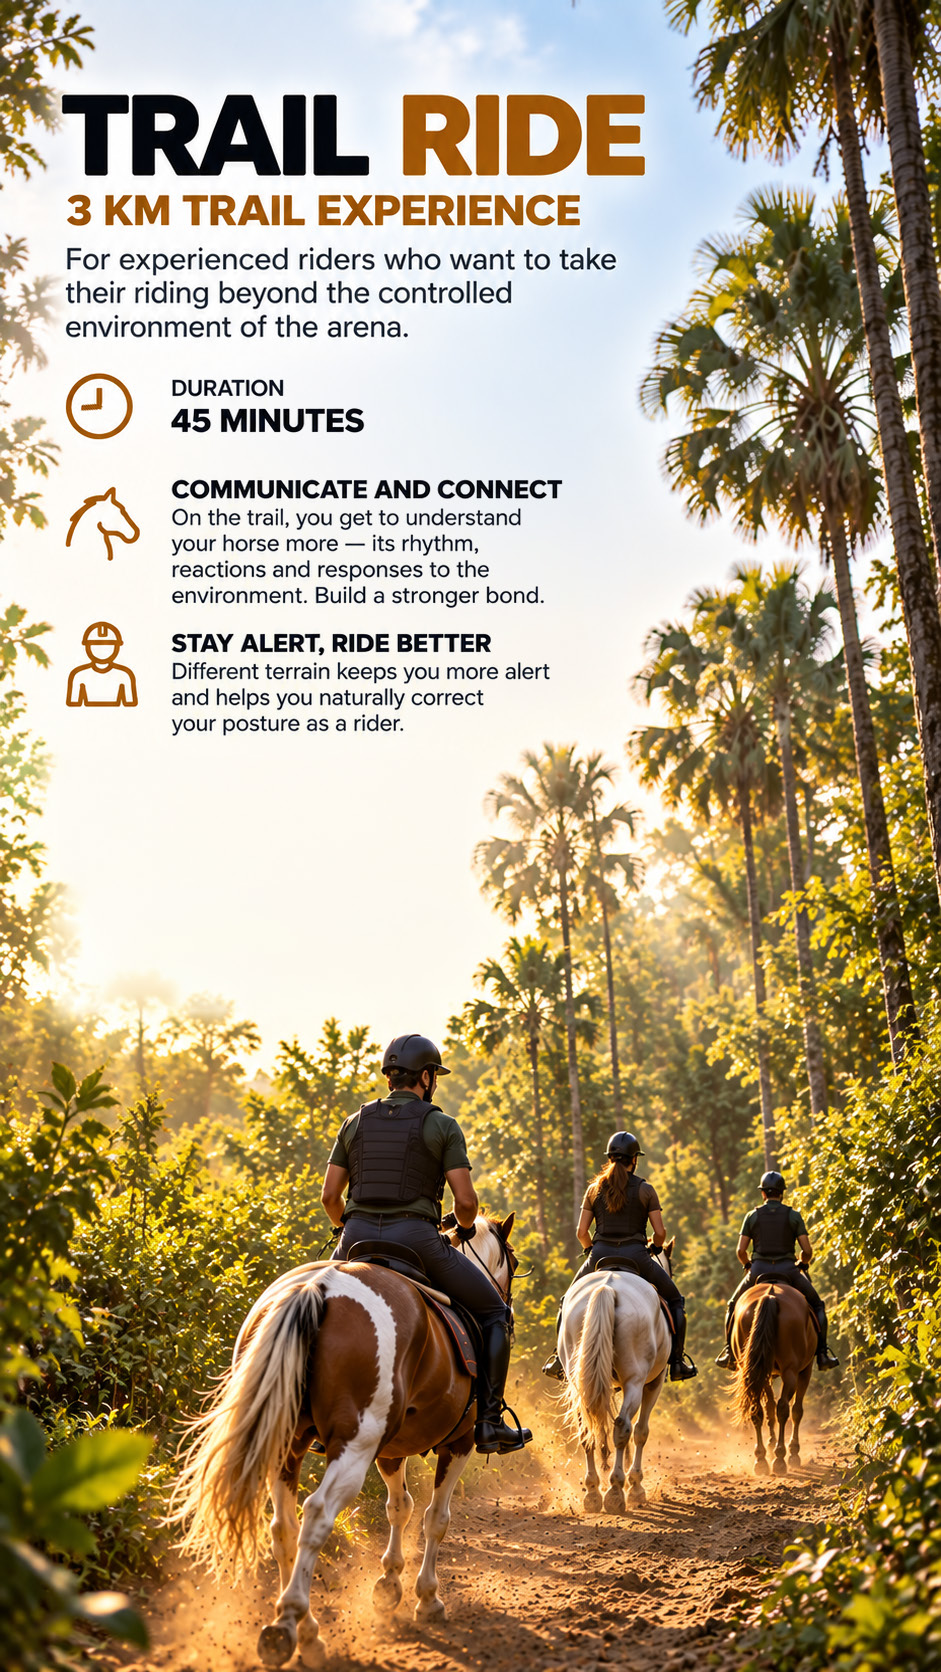 TRAIL RIDE
3 KM TRAIL EXPERIENCE
For experienced riders who want to take
their riding beyond the controlled
environment of the arena.
DURATION
45 MINUTES
COMMUNICATE AND CONNECT
On the trail, you get to understand
your horse more — its rhythm,
reactions and responses to the
environment. Build a stronger bond.
STAY ALERT, RIDE BETTER
Different terrain keeps you more alert
and helps you naturally correct
your posture as a rider.